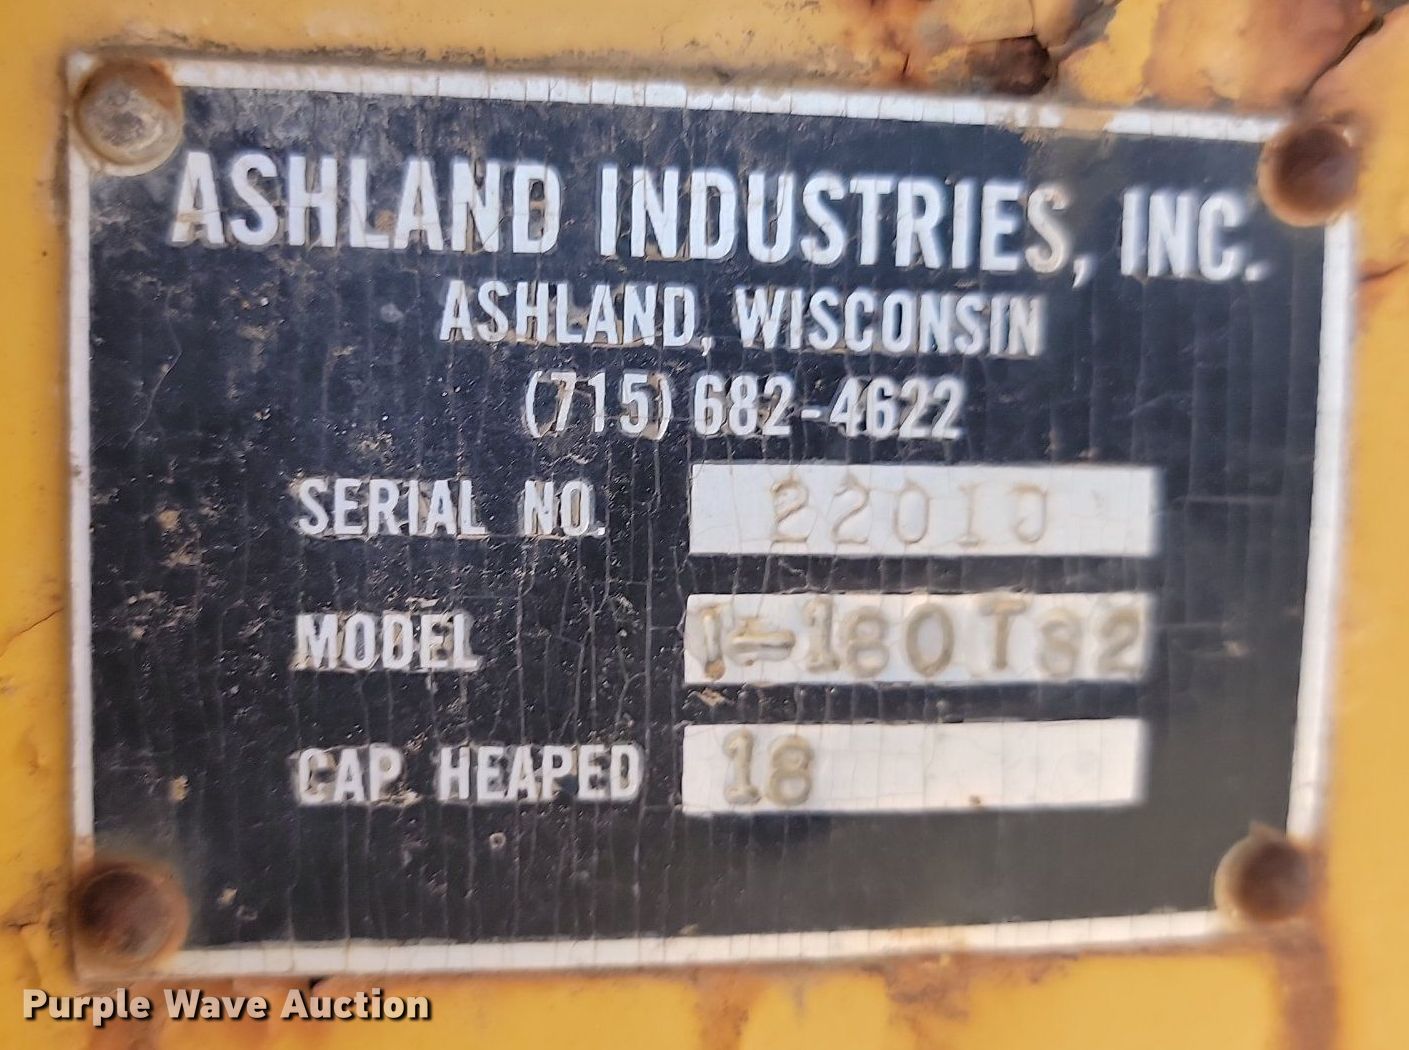 ASHLAND INDUSTRIES, INC.
ASHLAND, WISCONSIN
(715) 682-4622
SERIAL NO. 22010
MODEL I-180TS2
CAP HEAPED 18
Purple Wave Auction